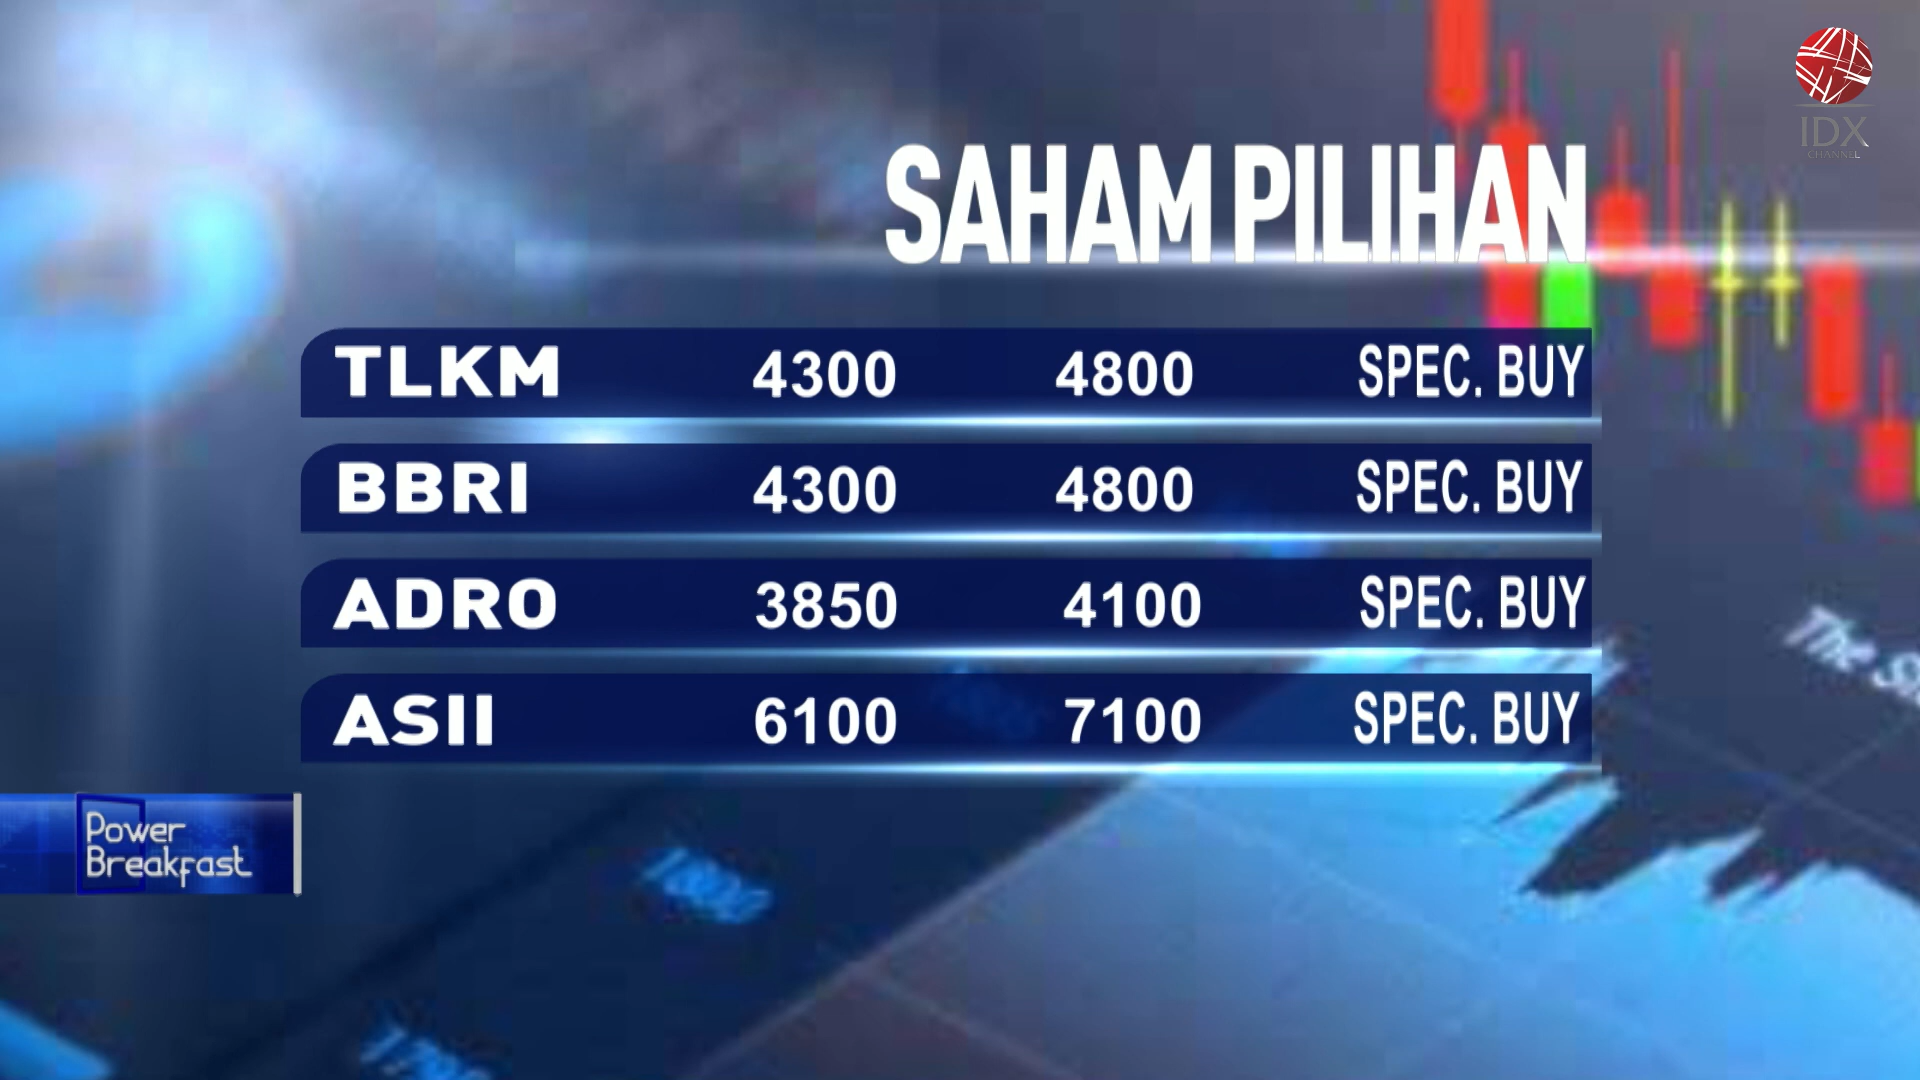 IDX
CHANNEL
SAHAM PILIHAN
TLKM 4300 4800 SPEC. BUY
BBRI 4300 4800 SPEC. BUY
ADRO 3850 4100 SPEC. BUY
ASII 6100 7100 SPEC. BUY
The
Power
Breakfast